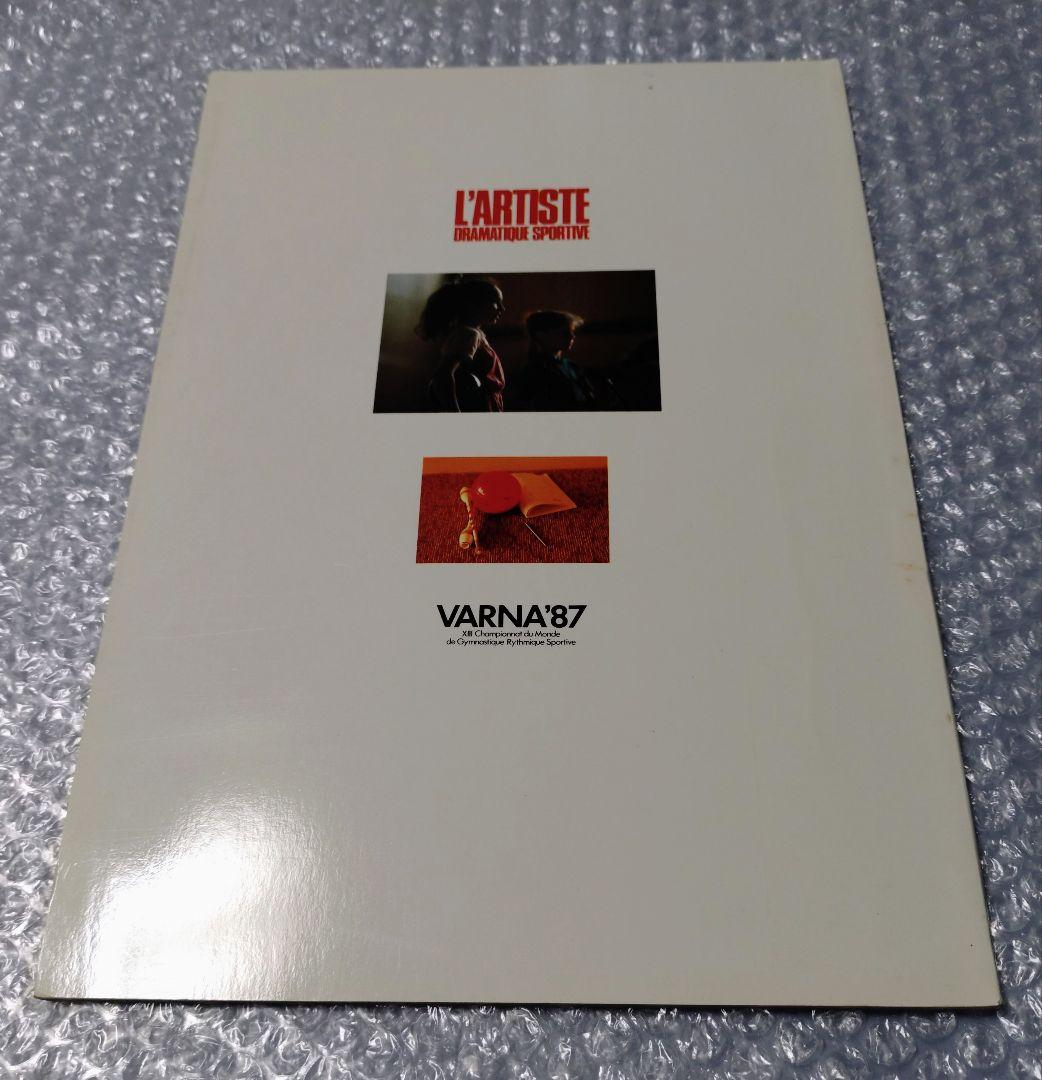 L'ARTISTE
DRAMATIQUE SPORTIVE
VARNA'87
XIII Championnat du Monde
de Gymnastique Rythmique Sportive